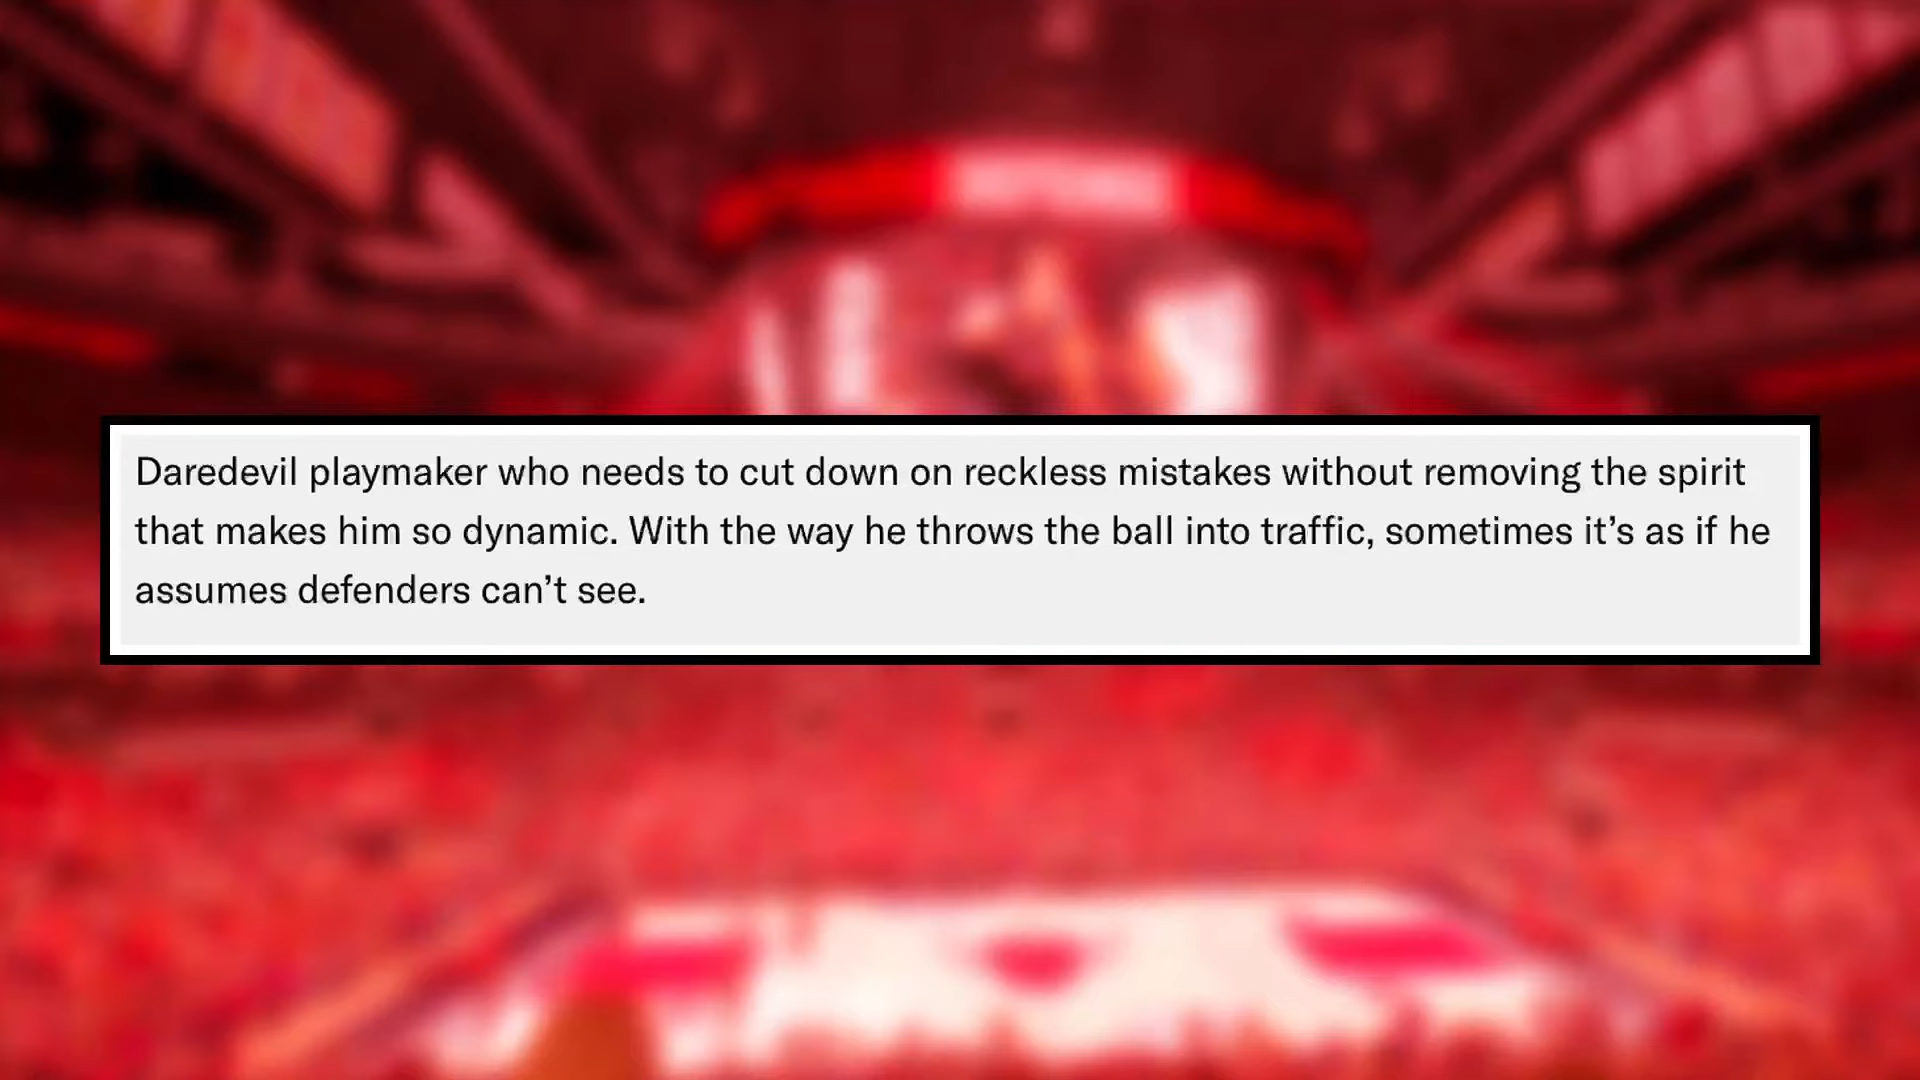 Daredevil playmaker who needs to cut down on reckless mistakes without removing the spirit
that makes him so dynamic. With the way he throws the ball into traffic, sometimes it’s as if he
assumes defenders can’t see.